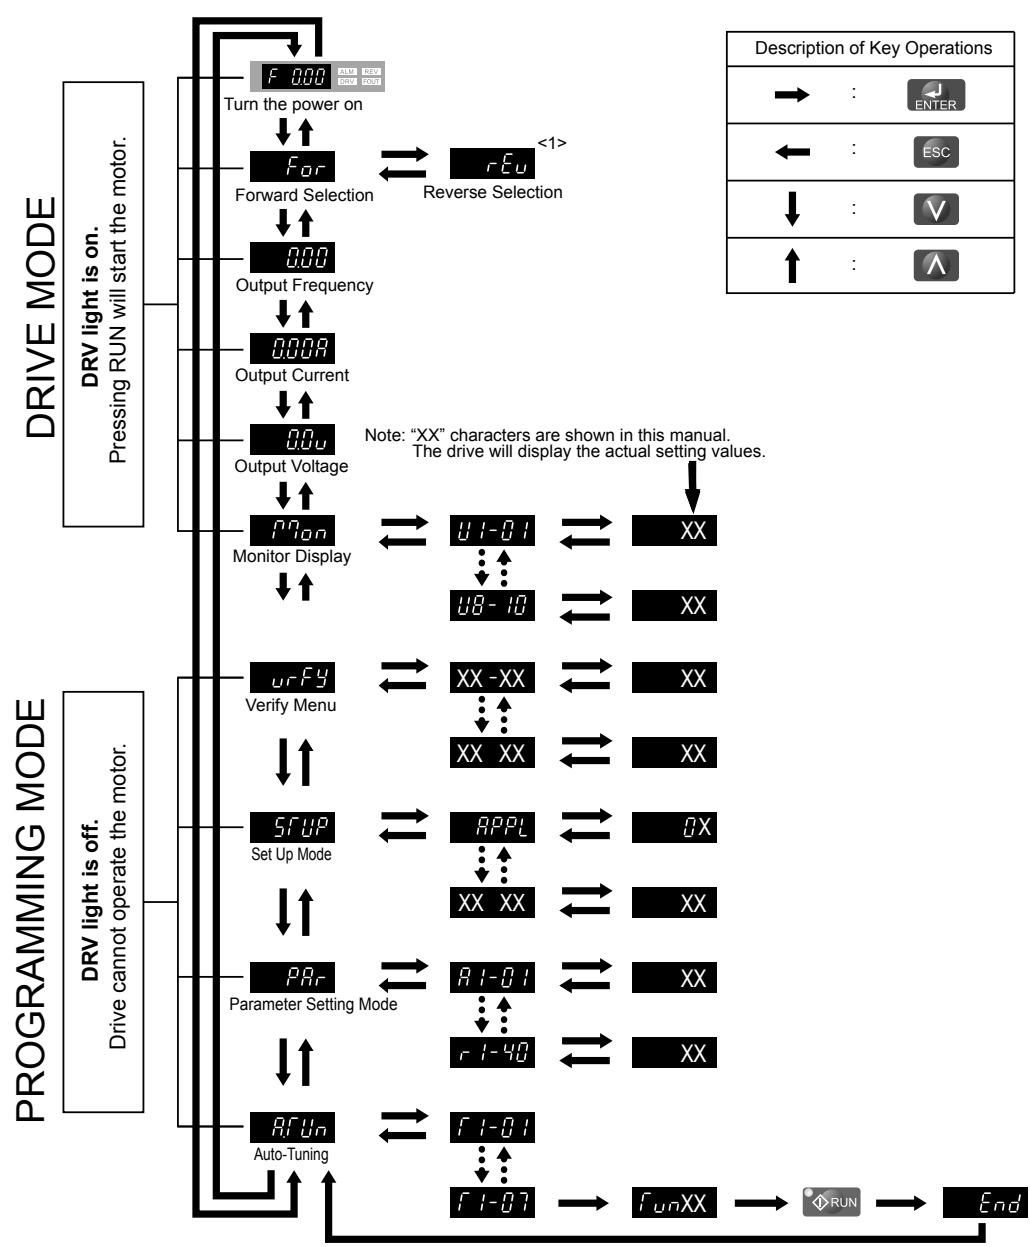 Description of Key Operations
: ENTER
: ESC
: V
: Λ
DRIVE MODE
DRV light is on.
Pressing RUN will start the motor.
F 0.00
ALM REV
DRV FOUT
Turn the power on
For
Forward Selection
rEv
<1>
Reverse Selection
0.00
Output Frequency
0.00A
Output Current
0.0v
Output Voltage
Note: “XX” characters are shown in this manual.
The drive will display the actual setting values.
Mon
Monitor Display
U1-01
XX
U8-10
XX
PROGRAMMING MODE
DRV light is off.
Drive cannot operate the motor.
vrFy
Verify Menu
XX -XX
XX
XX XX
XX
STUP
Set Up Mode
APPL
0X
XX XX
XX
PAr
Parameter Setting Mode
A1-01
XX
r1-40
XX
A.TUn
Auto-Tuning
T1-01
T1-07
TunXX
RUN
End